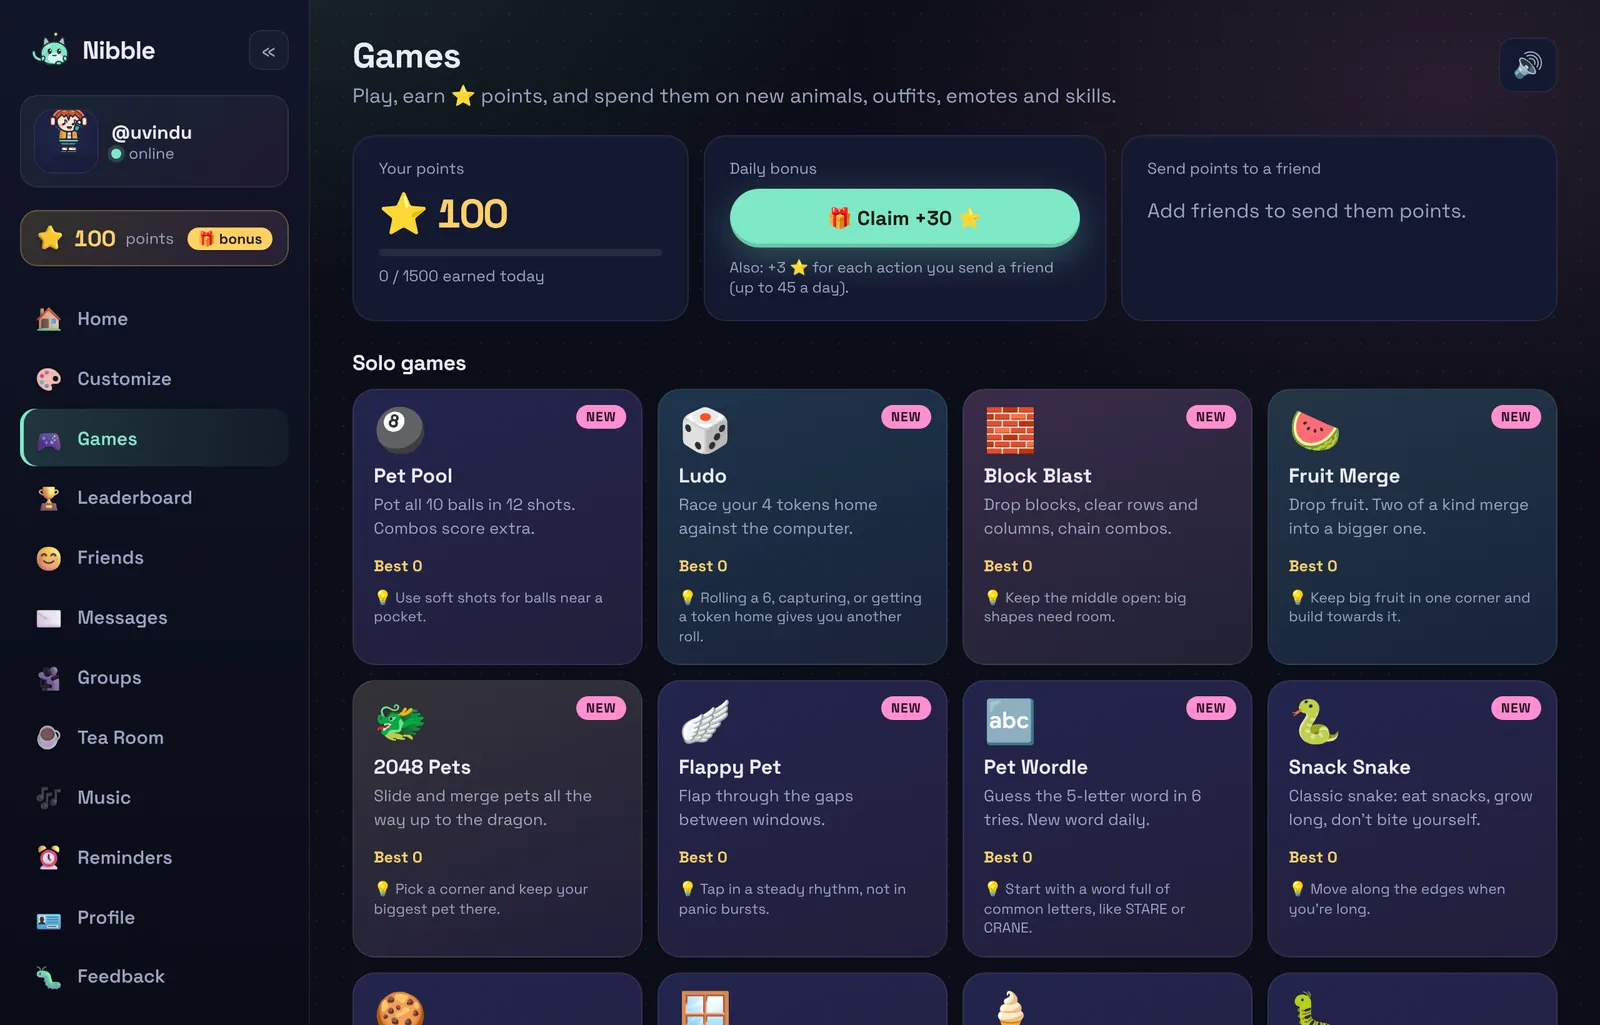 Nibble
«
@uvindu
online
100 points bonus
Home
Customize
Games
Leaderboard
Friends
Messages
Groups
Tea Room
Music
Reminders
Profile
Feedback
Games
Play, earn ⭐ points, and spend them on new animals, outfits, emotes and skills.
Your points
100
0 / 1500 earned today
Daily bonus
Claim +30
Also: +3 ⭐ for each action you send a friend
(up to 45 a day).
Send points to a friend
Add friends to send them points.
Solo games
8
NEW
Pet Pool
Pot all 10 balls in 12 shots.
Combos score extra.
Best 0
Use soft shots for balls near a
pocket.
NEW
Ludo
Race your 4 tokens home
against the computer.
Best 0
Rolling a 6, capturing, or getting
a token home gives you another
roll.
NEW
Block Blast
Drop blocks, clear rows and
columns, chain combos.
Best 0
Keep the middle open: big
shapes need room.
NEW
Fruit Merge
Drop fruit. Two of a kind merge
into a bigger one.
Best 0
Keep big fruit in one corner and
build towards it.
NEW
2048 Pets
Slide and merge pets all the
way up to the dragon.
Best 0
Pick a corner and keep your
biggest pet there.
NEW
Flappy Pet
Flap through the gaps
between windows.
Best 0
Tap in a steady rhythm, not in
panic bursts.
abc
NEW
Pet Wordle
Guess the 5-letter word in 6
tries. New word daily.
Best 0
Start with a word full of
common letters, like STARE or
CRANE.
NEW
Snack Snake
Classic snake: eat snacks, grow
long, don't bite yourself.
Best 0
Move along the edges when
you're long.